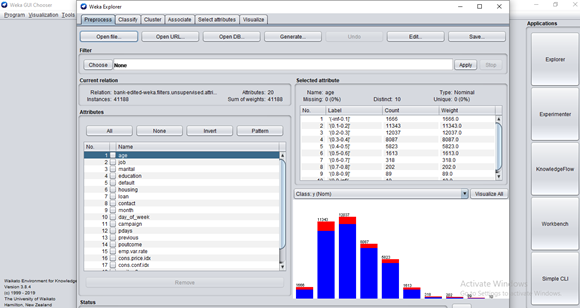 Weka GUI Chooser
Program Visualization Tools
Weka Explorer
Preprocess Classify Cluster Associate Select attributes Visualize
Open file... Open URL... Open DB... Generate... Undo Edit... Save...
Filter
Choose None Apply Stop
Current relation
Relation: bank-edited-weka.filters.unsupervised.attri... Attributes: 20
Instances: 41188 Sum of weights: 41188
Attributes
All None Invert Pattern
No. Name
1 age
2 job
3 marital
4 education
5 default
6 housing
7 loan
8 contact
9 month
10 day_of_week
11 campaign
12 pdays
13 previous
14 poutcome
15 emp.var.rate
16 cons.price.idx
17 cons.conf.idx
Remove
Status
Selected attribute
Name: age Type: Nominal
Missing: 0 (0%) Distinct: 10 Unique: 0 (0%)
No. Label Count Weight
1 '(-inf-0.1]' 1666 1666.0
2 '(0.1-0.2]' 11343 11343.0
3 '(0.2-0.3]' 12037 12037.0
4 '(0.3-0.4]' 8087 8087.0
5 '(0.4-0.5]' 5823 5823.0
6 '(0.5-0.6]' 1613 1613.0
7 '(0.6-0.7]' 318 318.0
8 '(0.7-0.8]' 202 202.0
9 '(0.8-0.9]' 89 89.0
Class: y (Nom) Visualize All
1666 11343 12037 8087 5823 1613 318 202 89 10
Activate Windows
Go to Settings to activate Windows.
Applications
Explorer
Experimenter
KnowledgeFlow
Workbench
Simple CLI
Waikato Environment for Knowledge
Version 3.8.4
(c) 1999 - 2019
The University of Waikato
Hamilton, New Zealand